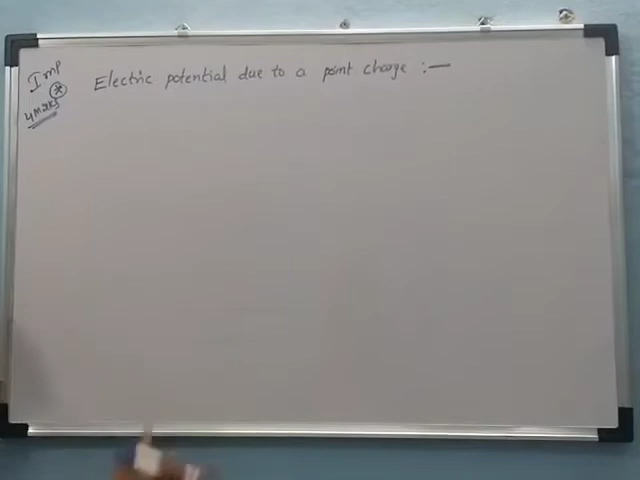 Imp
Electric potential due to a point charge :—
4 Marks